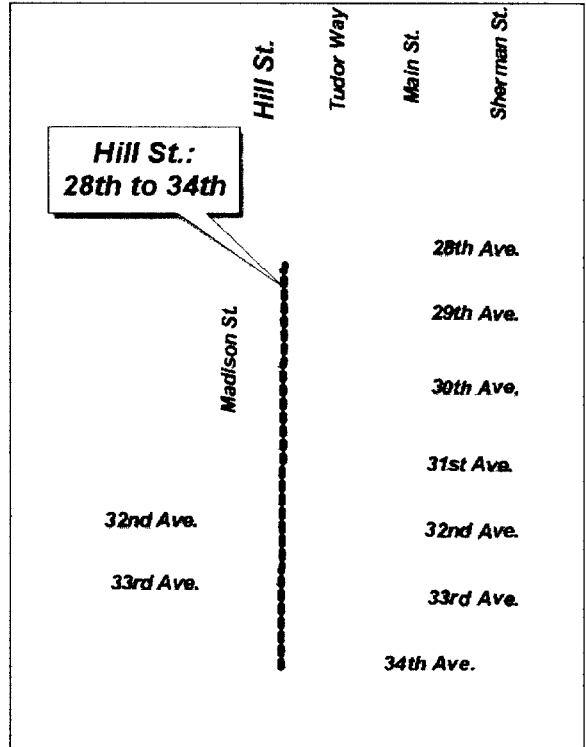 Hill St.
Tudor Way
Main St.
Sherman St.
Hill St.:
28th to 34th
28th Ave.
Madison St.
29th Ave.
30th Ave.
31st Ave.
32nd Ave.
32nd Ave.
33rd Ave.
33rd Ave.
34th Ave.